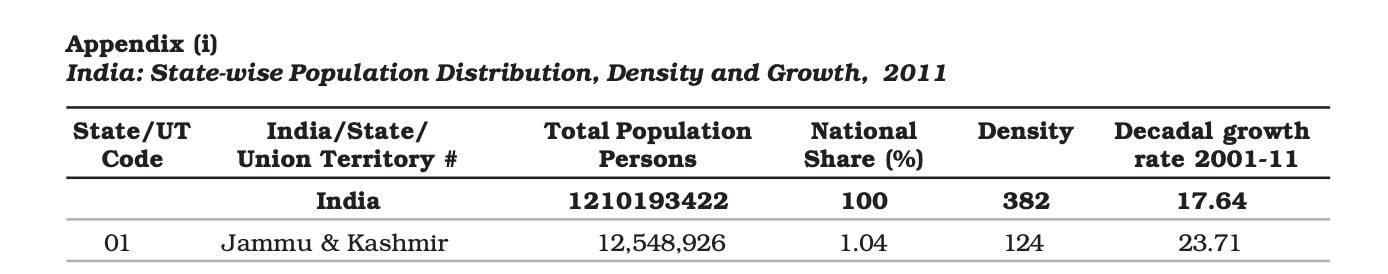 Appendix (i)
India: State-wise Population Distribution, Density and Growth, 2011
State/UT Code India/State/ Union Territory # Total Population Persons National Share (%) Density Decadal growth rate 2001-11
India 1210193422 100 382 17.64
01 Jammu & Kashmir 12,548,926 1.04 124 23.71